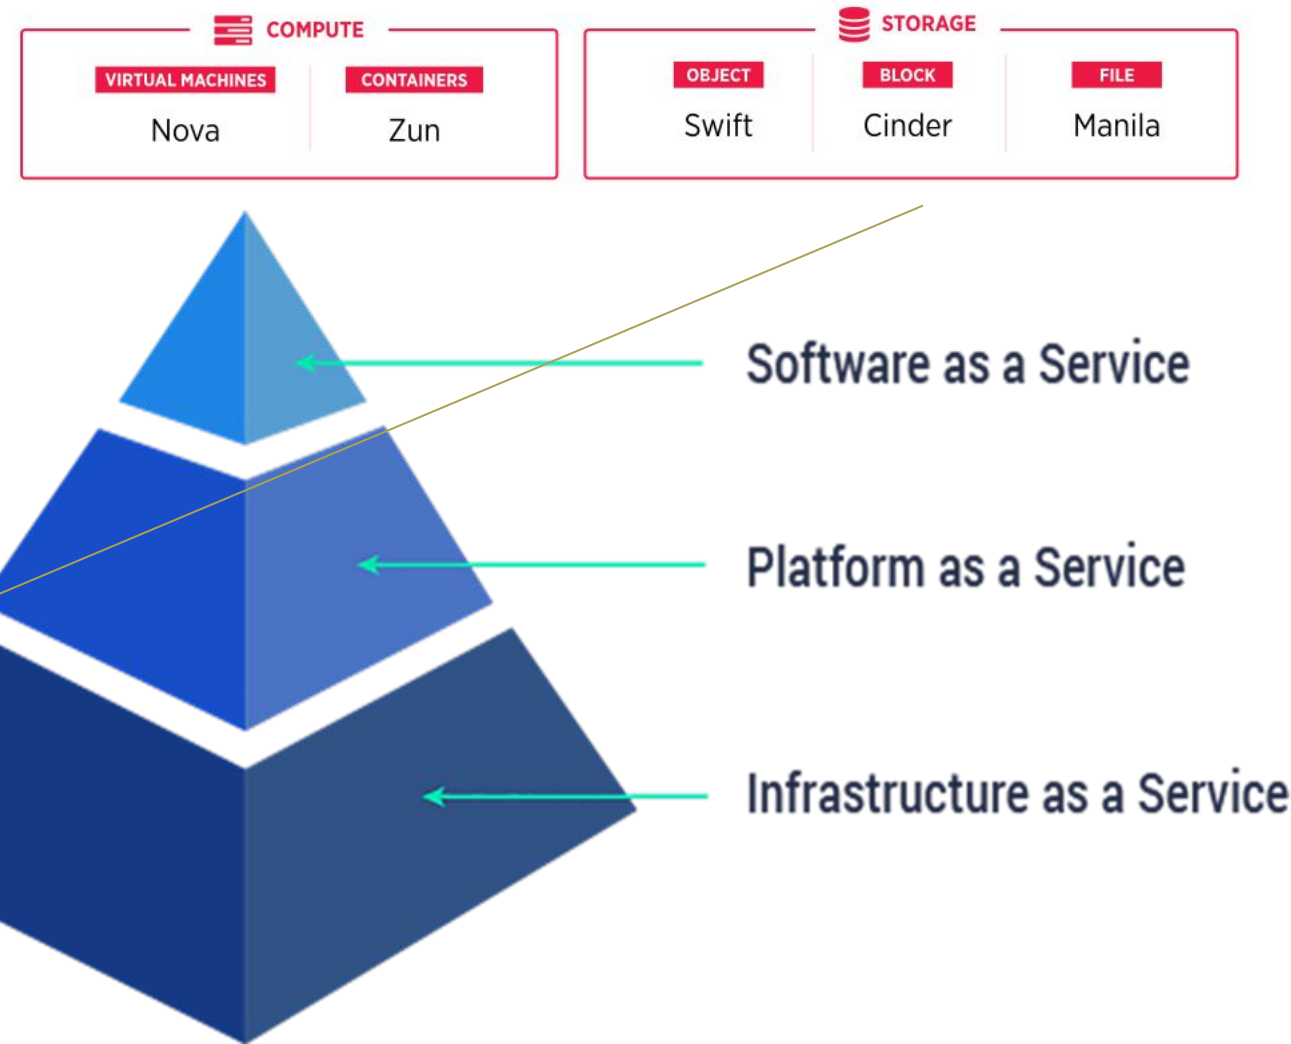 COMPUTE
VIRTUAL MACHINES
Nova
CONTAINERS
Zun
STORAGE
OBJECT
Swift
BLOCK
Cinder
FILE
Manila
Software as a Service
Platform as a Service
Infrastructure as a Service